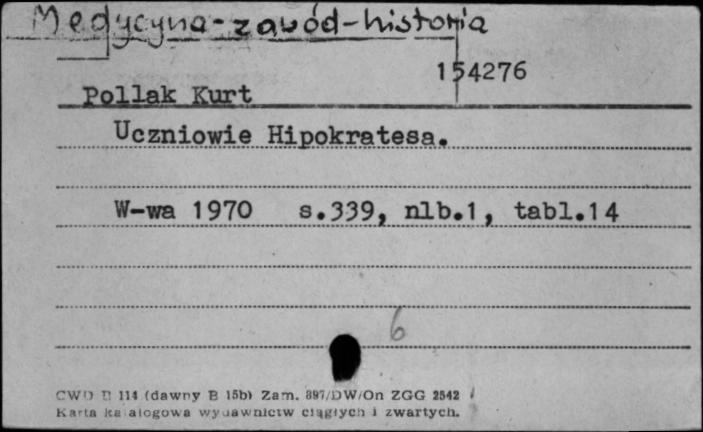 Medycyna-zawód-historia
154276
Pollak Kurt
Uczniowie Hipokratesa.
W-wa 1970 s.339, nlb.1, tabl.14
6
CWD B 114 (dawny B 15b) Zam. 897/DW/On ZGG 2542
Karta katalogowa wydawnictw ciągłych i zwartych.